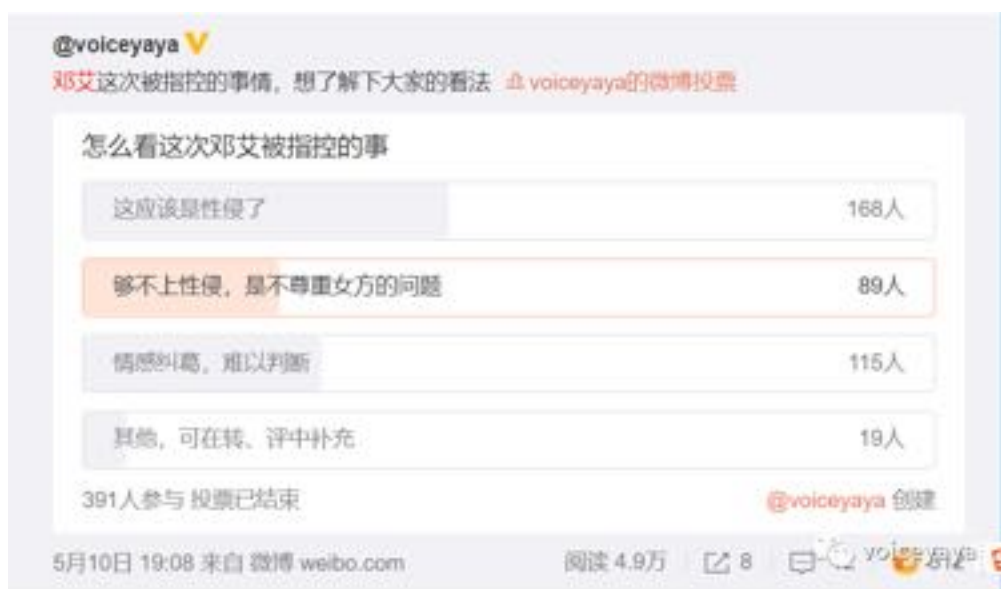 @voiceyaya
邓艾这次被指控的事情，想了解下大家的看法 voiceyaya的微博投票
怎么看这次邓艾被指控的事
这应该是性侵了 168人
够不上性侵，是不尊重女方的问题 89人
情感纠葛，难以判断 115人
其他，可在转、评中补充 19人
391人参与 投票已结束 @voiceyaya 创建
5月10日 19:08 来自 微博 weibo.com 阅读 4.9万 8
voiceyaya